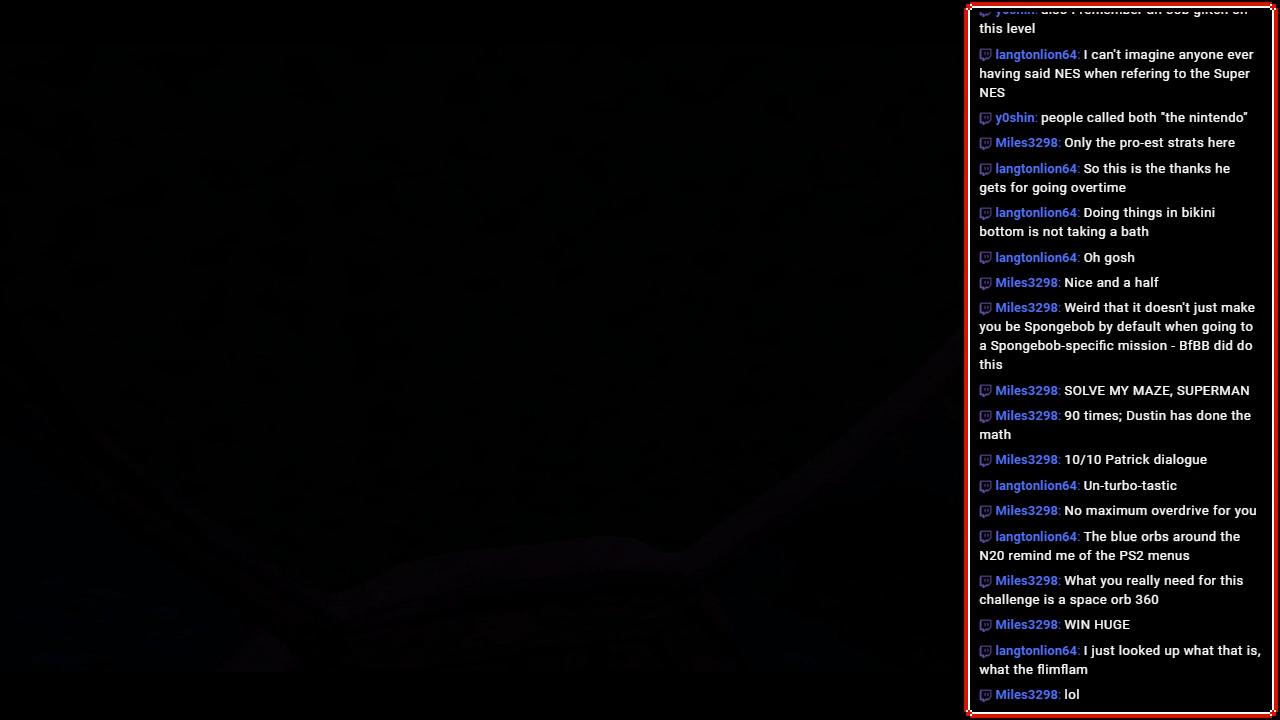 this level
langtonlion64: I can't imagine anyone ever
having said NES when refering to the Super
NES
y0shin: people called both "the nintendo"
Miles3298: Only the pro-est strats here
langtonlion64: So this is the thanks he
gets for going overtime
langtonlion64: Doing things in bikini
bottom is not taking a bath
langtonlion64: Oh gosh
Miles3298: Nice and a half
Miles3298: Weird that it doesn't just make
you be Spongebob by default when going to
a Spongebob-specific mission - BfBB did do
this
Miles3298: SOLVE MY MAZE, SUPERMAN
Miles3298: 90 times; Dustin has done the
math
Miles3298: 10/10 Patrick dialogue
langtonlion64: Un-turbo-tastic
Miles3298: No maximum overdrive for you
langtonlion64: The blue orbs around the
N20 remind me of the PS2 menus
Miles3298: What you really need for this
challenge is a space orb 360
Miles3298: WIN HUGE
langtonlion64: I just looked up what that is,
what the flimflam
Miles3298: lol